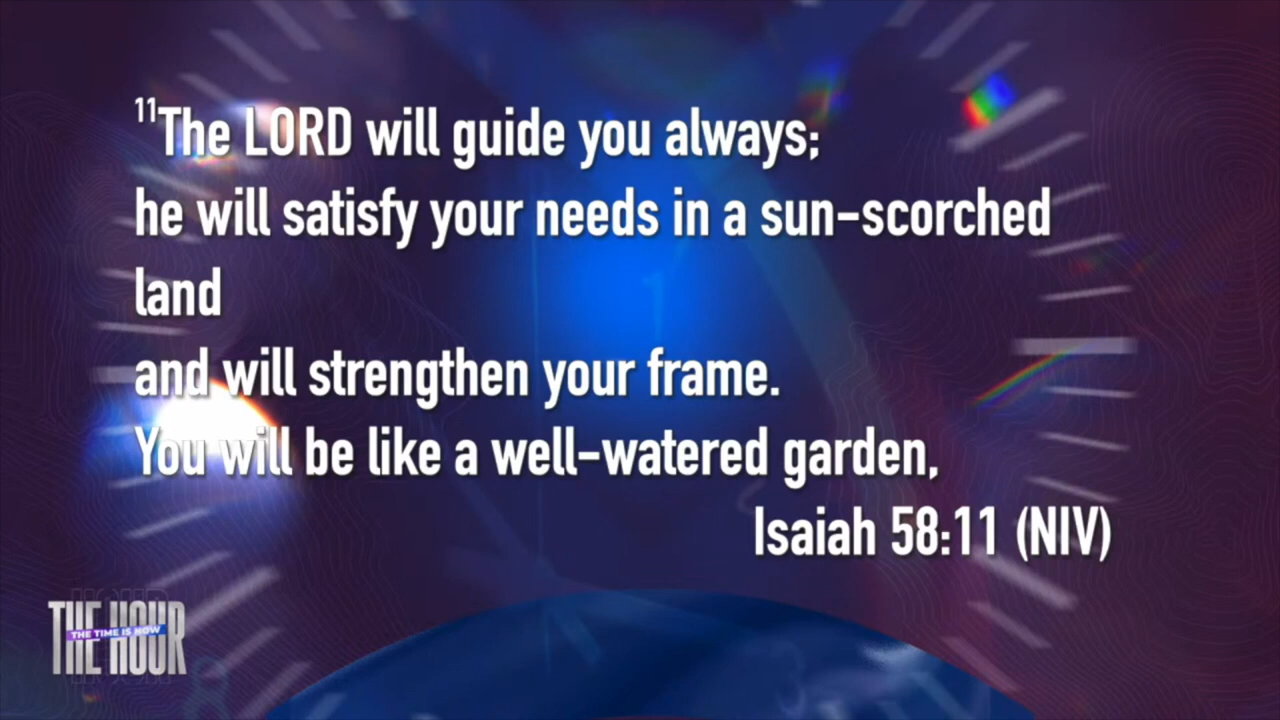 11The LORD will guide you always;
he will satisfy your needs in a sun-scorched
land
and will strengthen your frame.
You will be like a well-watered garden,
Isaiah 58:11 (NIV)
THE HOUR
THE TIME IS NOW